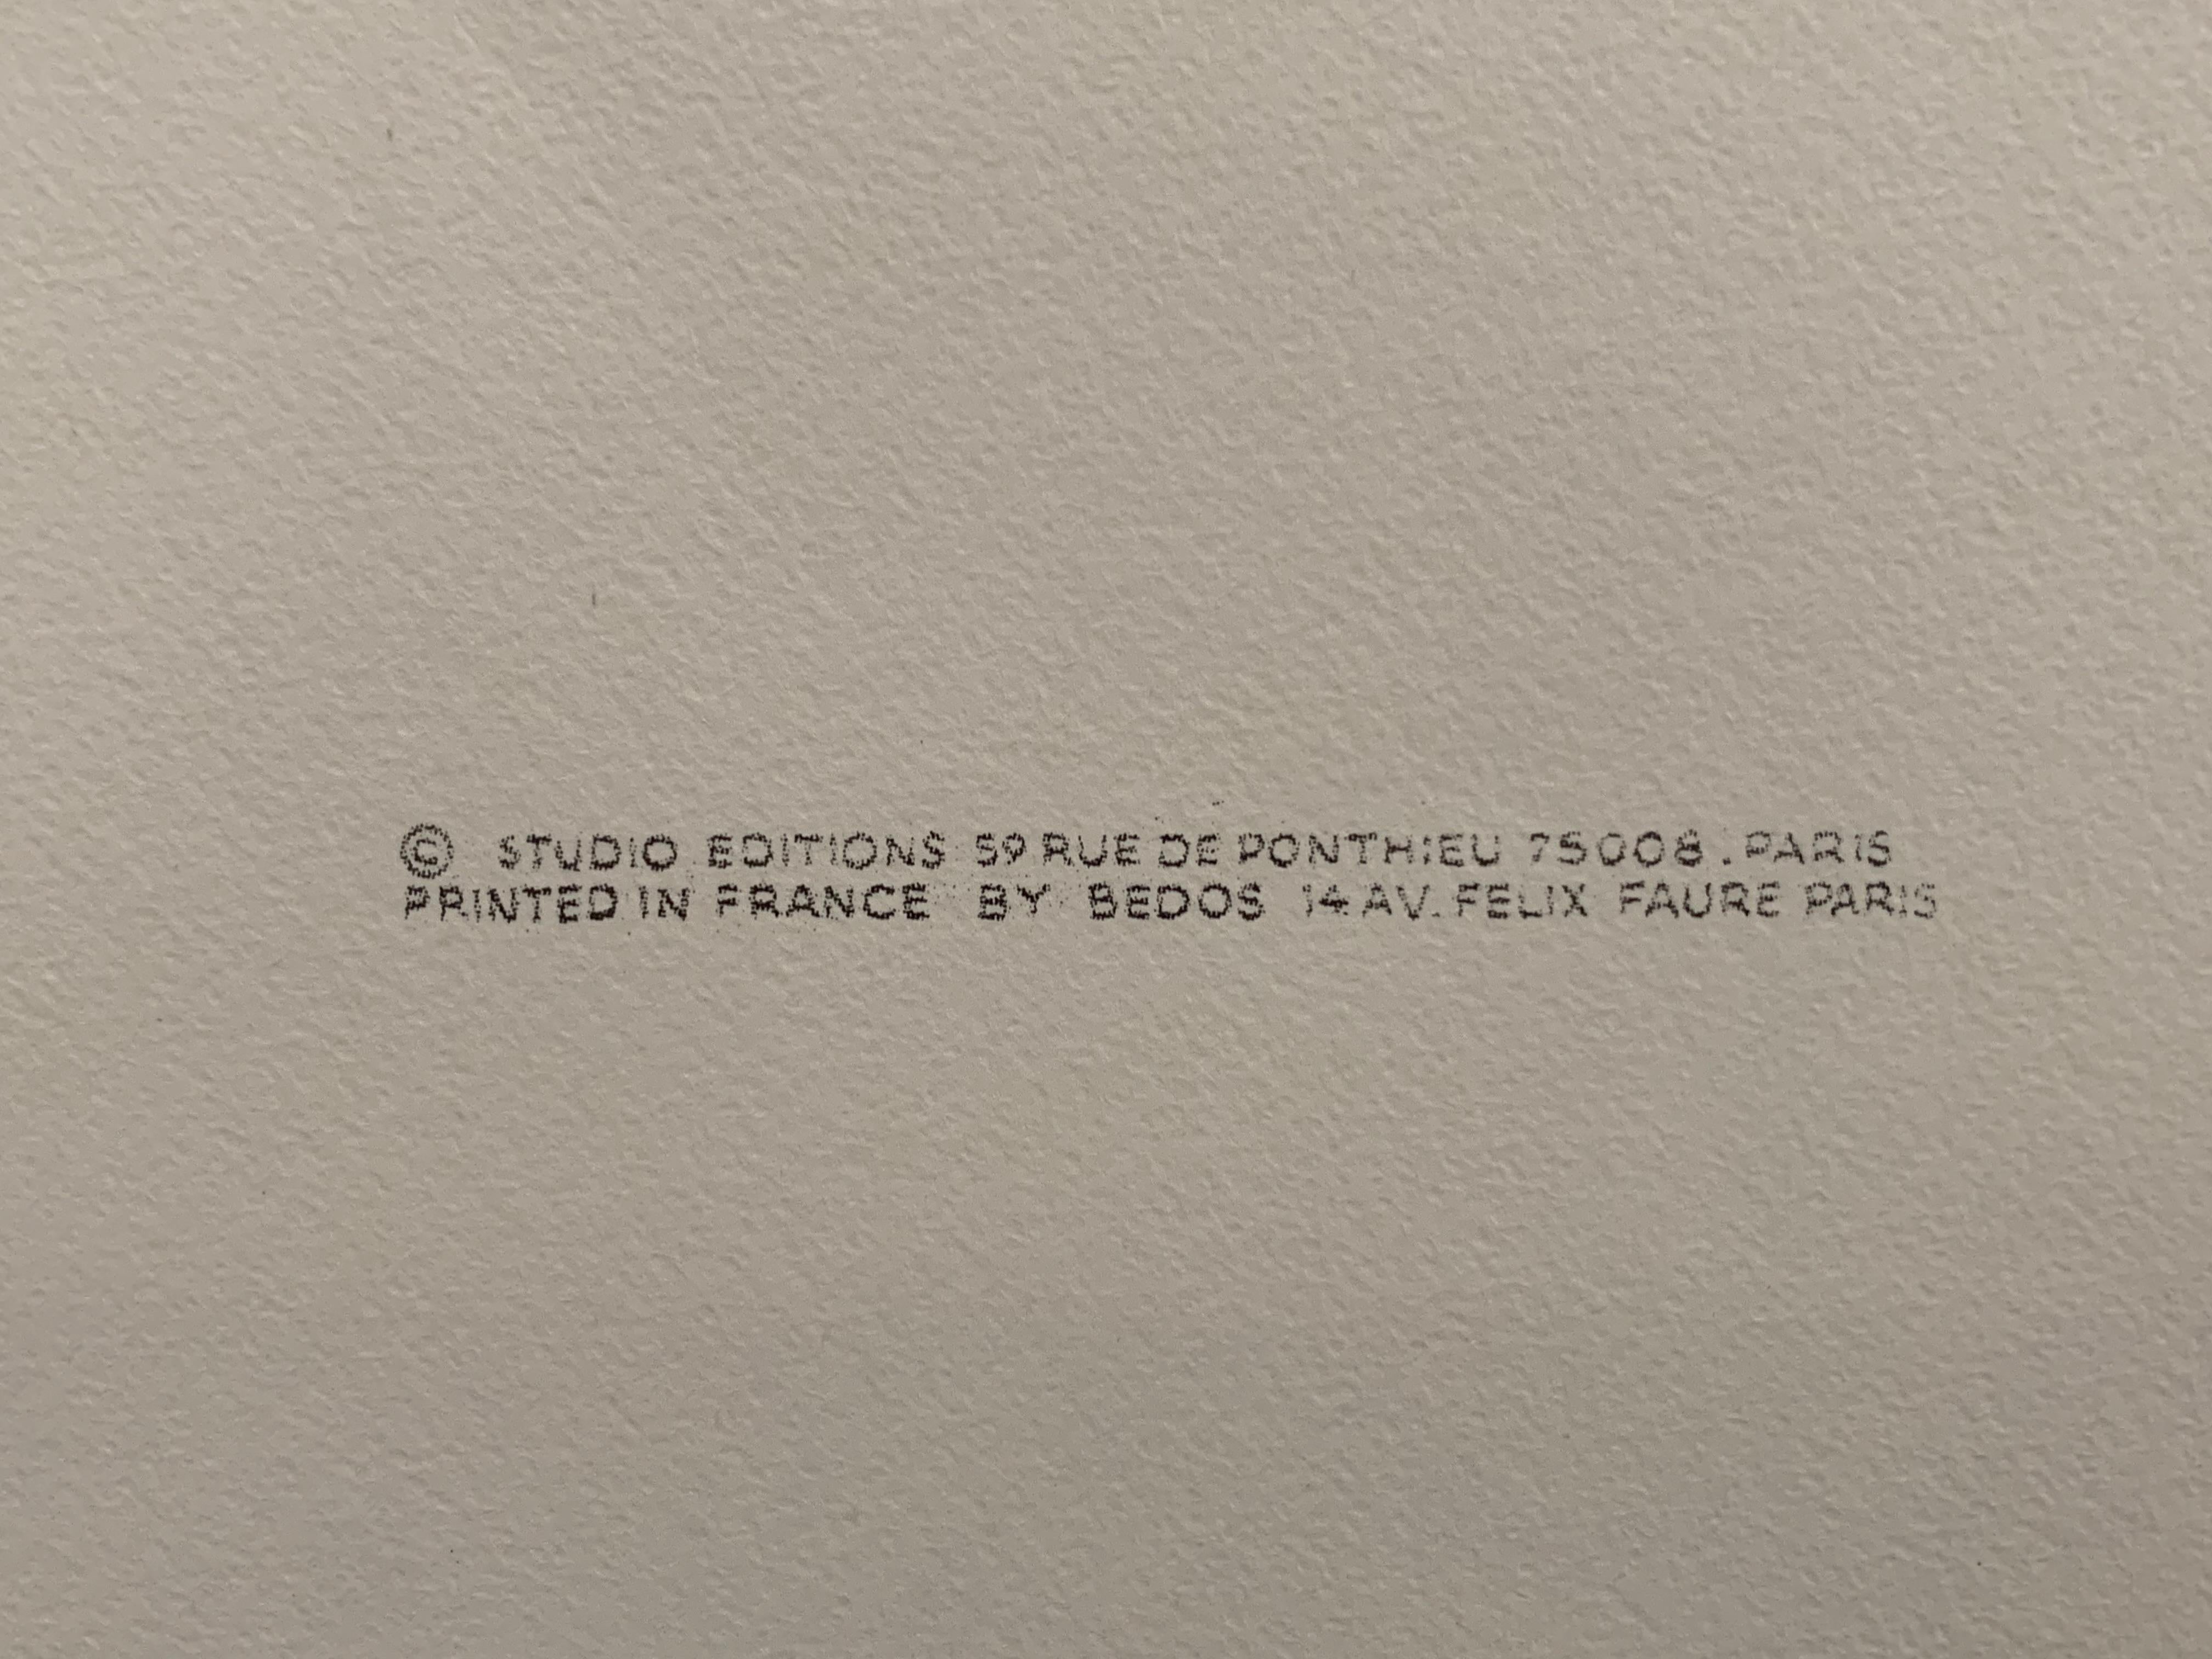 © STUDIO EDITIONS 59 RUE DE PONTHIEU 75008. PARIS
PRINTED IN FRANCE BY BEDOS 14 AV. FELIX FAURE PARIS